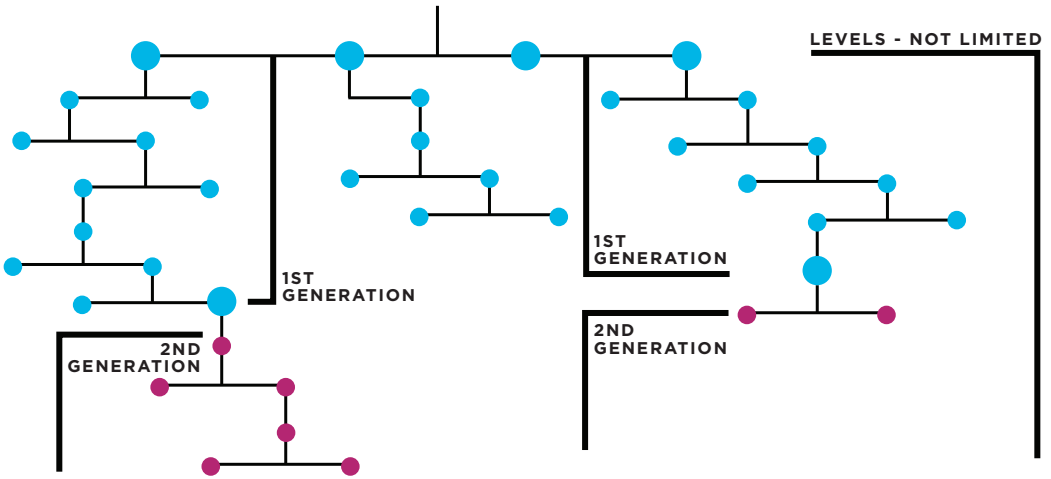 LEVELS - NOT LIMITED
1ST
GENERATION
1ST
GENERATION
2ND
GENERATION
2ND
GENERATION